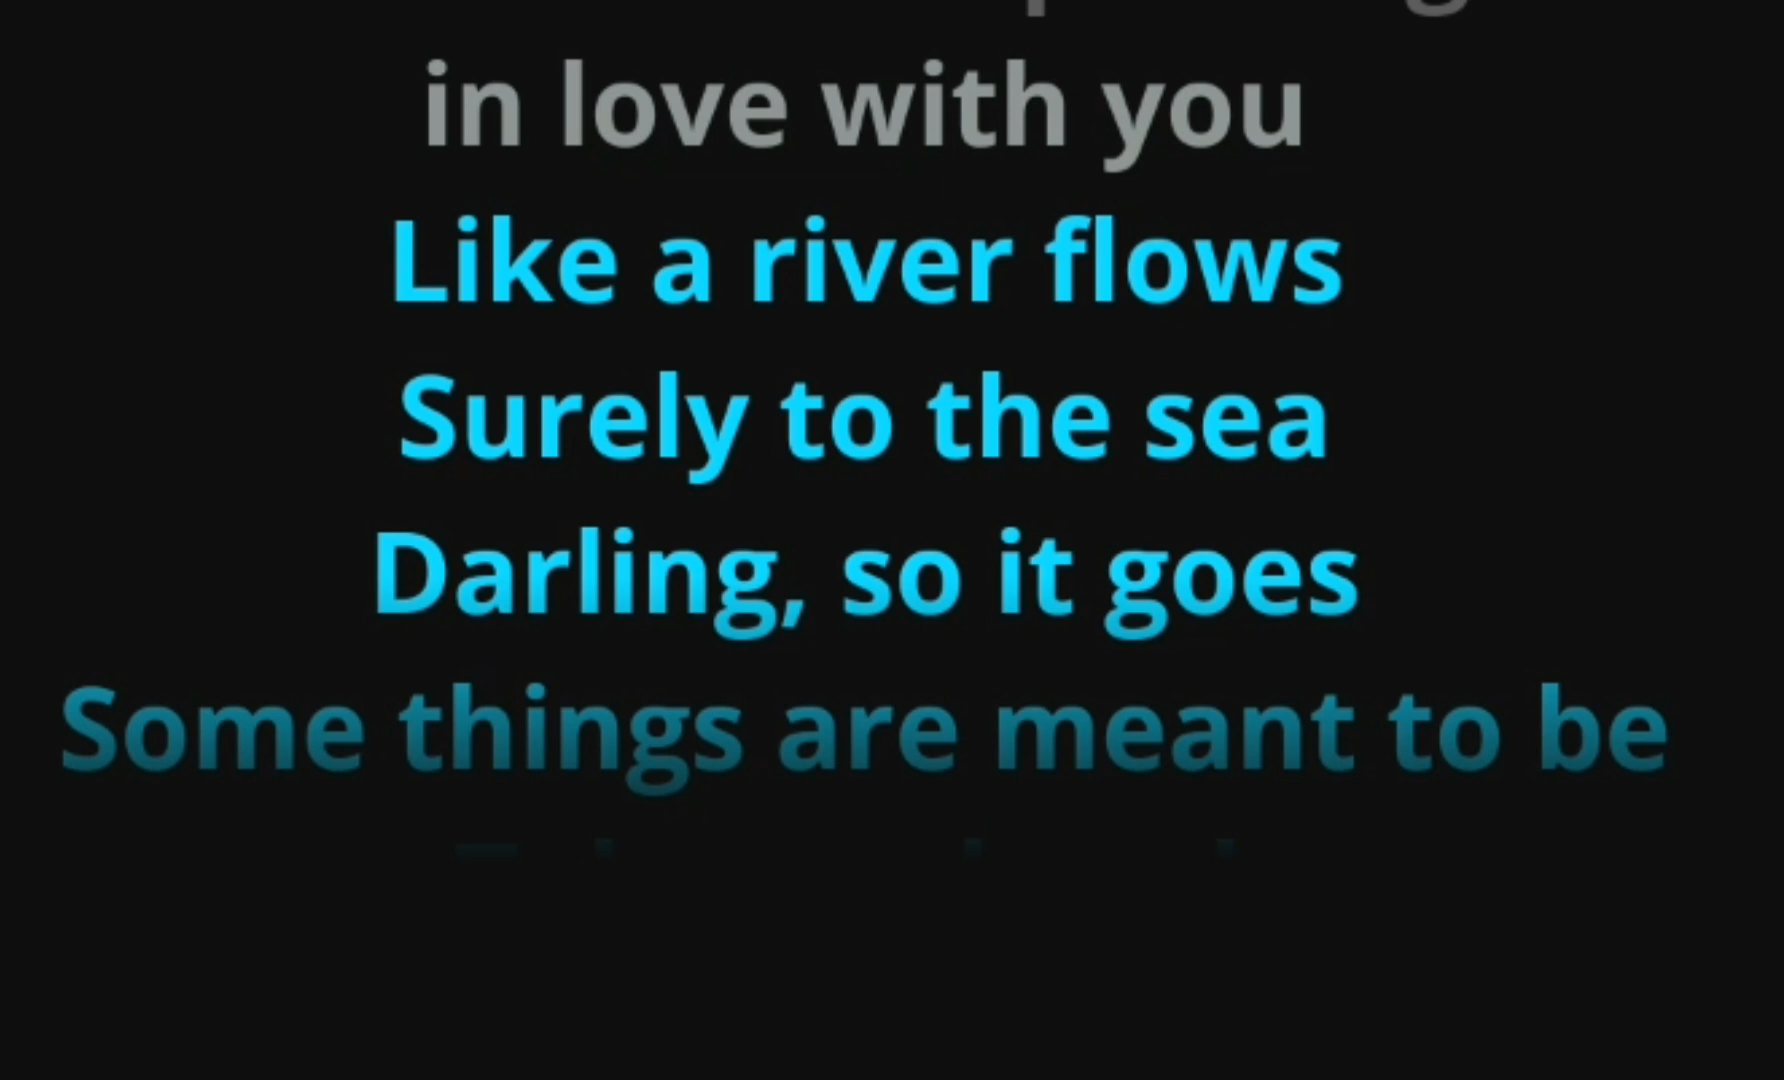 in love with you
Like a river flows
Surely to the sea
Darling, so it goes
Some things are meant to be